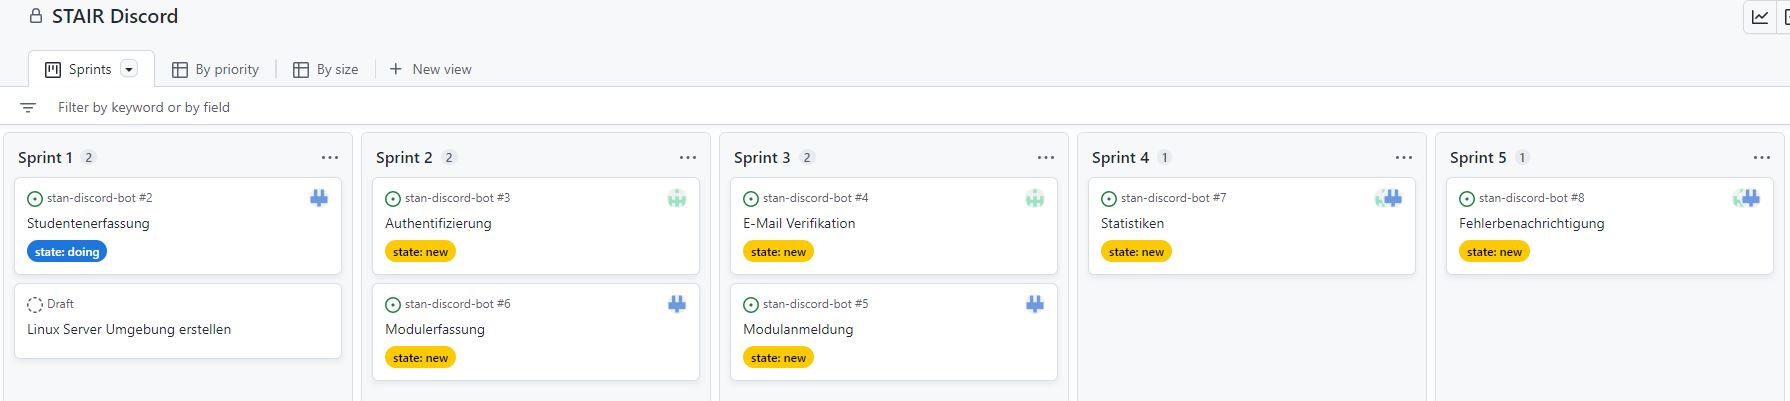 STAIR Discord
Sprints
By priority
By size
New view
Filter by keyword or by field
Sprint 1 2
stan-discord-bot #2
Studentenerfassung
state: doing
Draft
Linux Server Umgebung erstellen
Sprint 2 2
stan-discord-bot #3
Authentifizierung
state: new
stan-discord-bot #6
Modulerfassung
state: new
Sprint 3 2
stan-discord-bot #4
E-Mail Verifikation
state: new
stan-discord-bot #5
Modulanmeldung
state: new
Sprint 4 1
stan-discord-bot #7
Statistiken
state: new
Sprint 5 1
stan-discord-bot #8
Fehlerbenachrichtigung
state: new